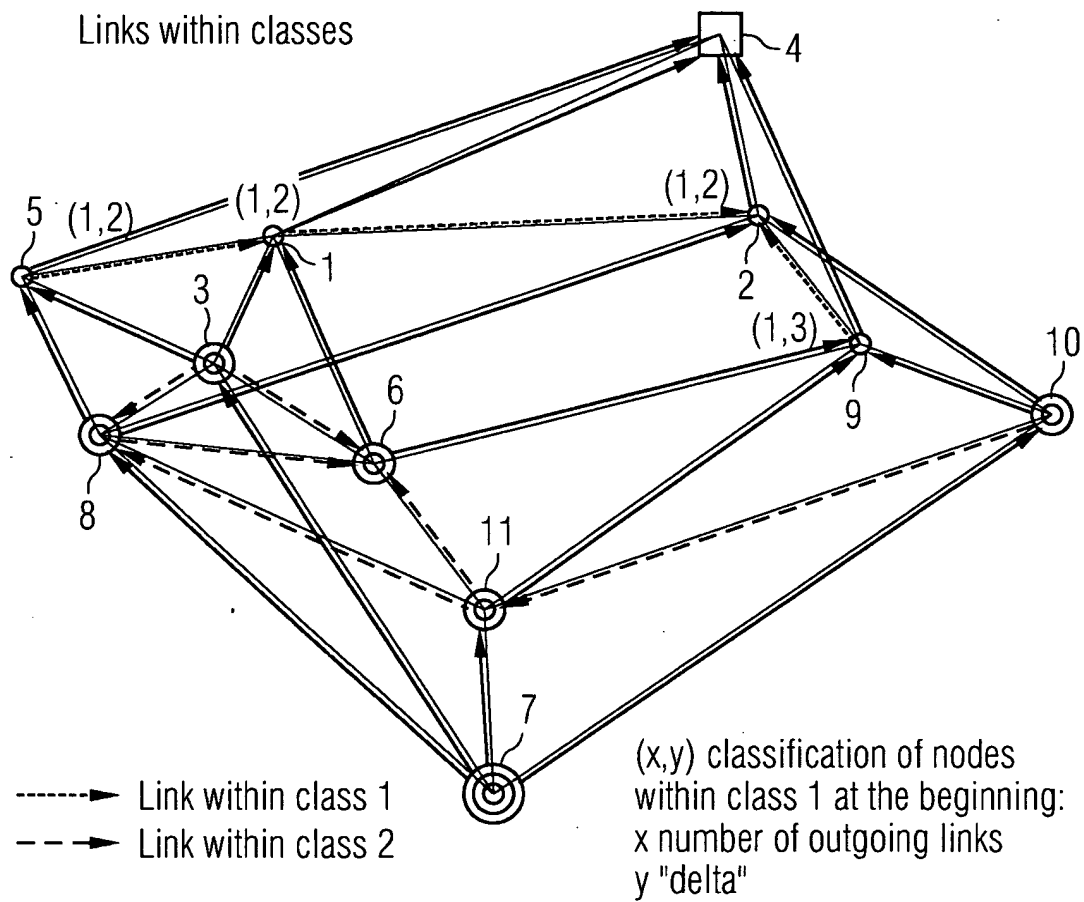 Links within classes
4
(1,2)
(1,2)
5
(1,2)
1
2
3
(1,3)
10
6
9
8
11
7
(x,y) classification of nodes
within class 1 at the beginning:
x number of outgoing links
y "delta"
Link within class 1
Link within class 2